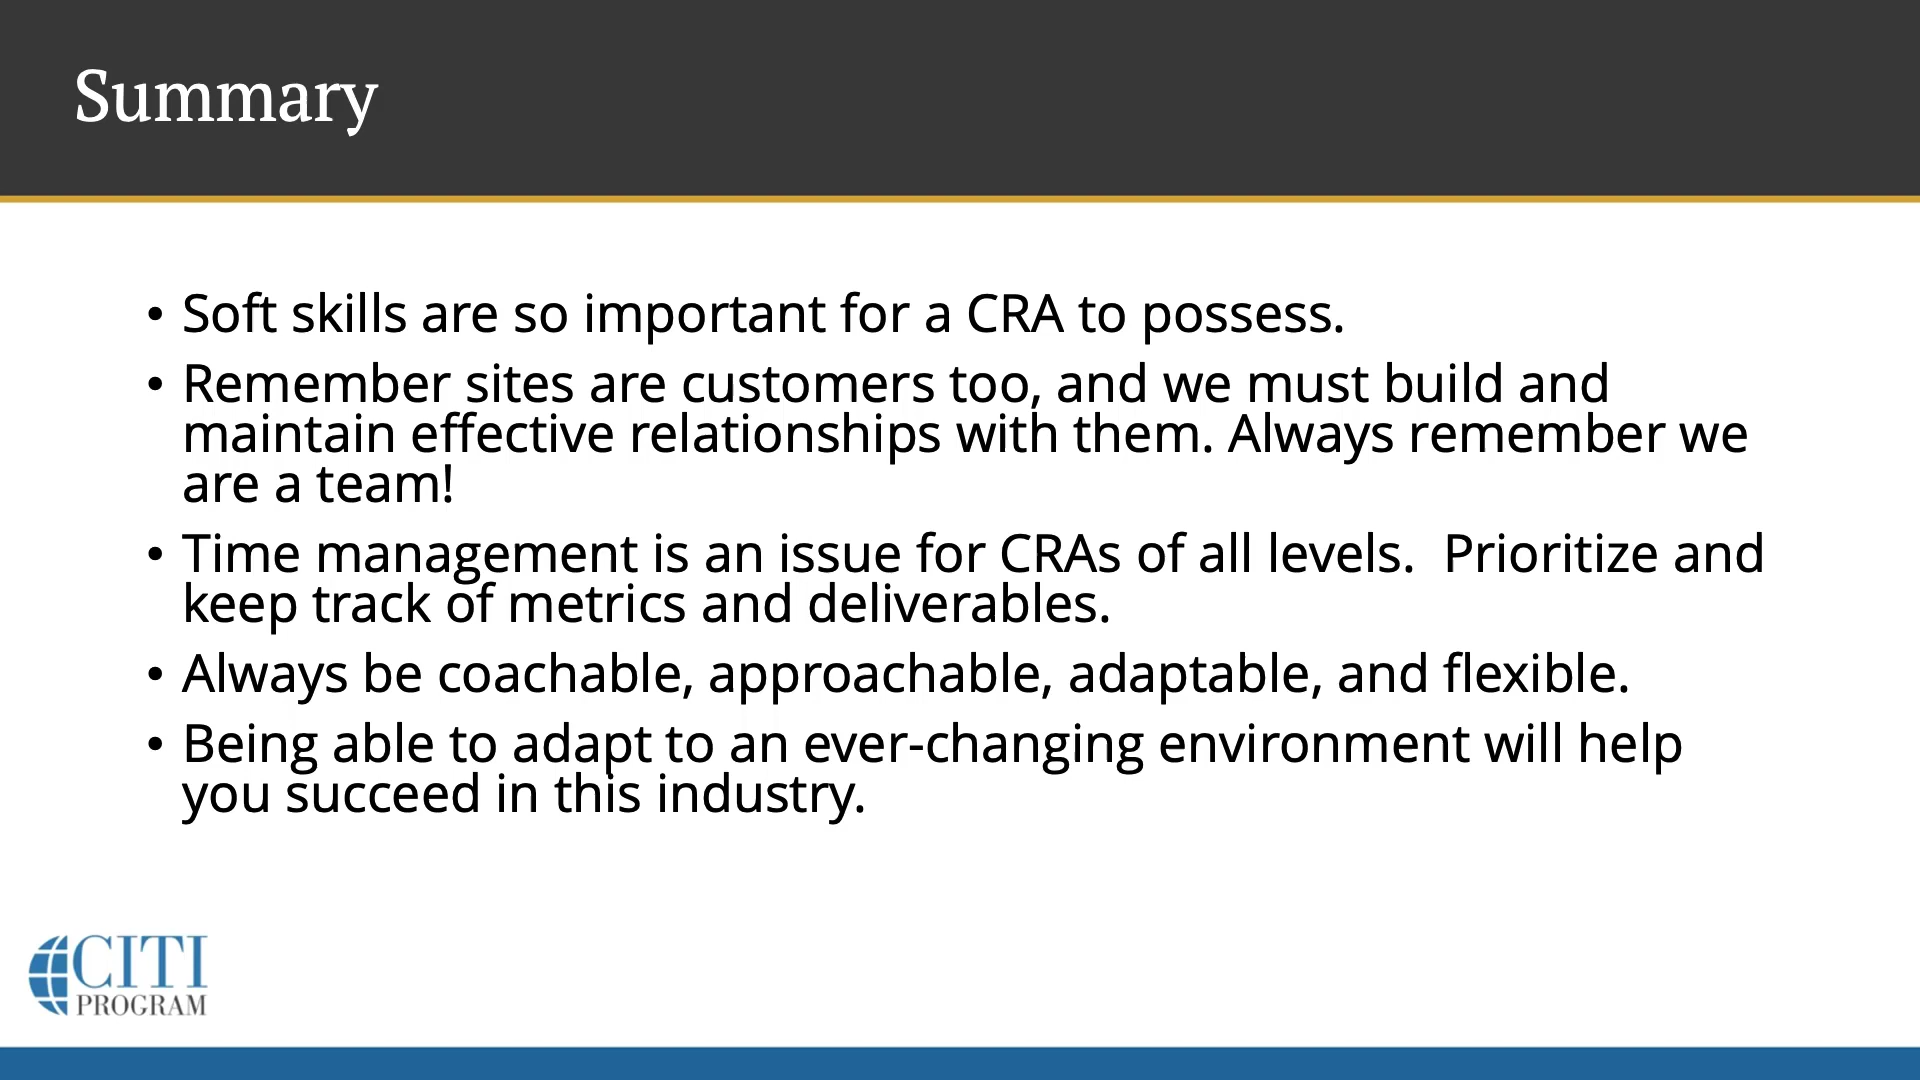 Summary
• Soft skills are so important for a CRA to possess.
• Remember sites are customers too, and we must build and
maintain effective relationships with them. Always remember we
are a team!
• Time management is an issue for CRAs of all levels.  Prioritize and
keep track of metrics and deliverables.
• Always be coachable, approachable, adaptable, and flexible.
• Being able to adapt to an ever-changing environment will help
you succeed in this industry.
CITI
PROGRAM